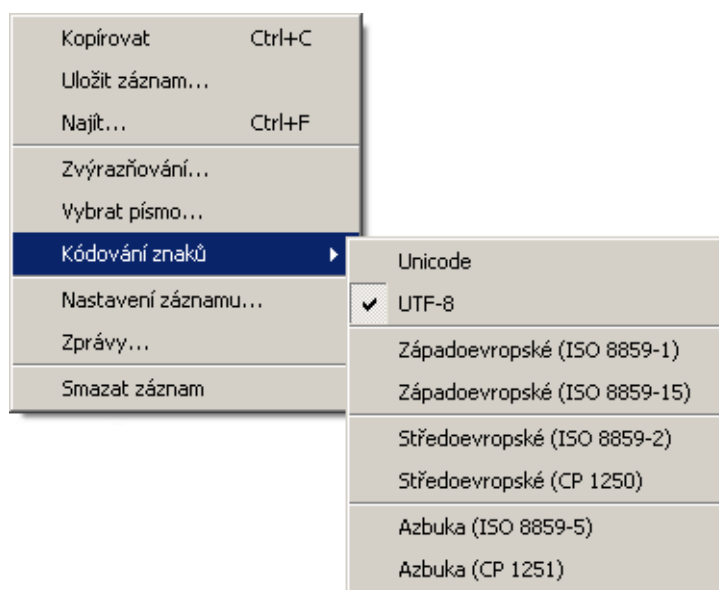 Kopírovat Ctrl+C
Uložit záznam...
Najít... Ctrl+F
Zvýrazňování...
Vybrat písmo...
Kódování znaků
Nastavení záznamu...
Zprávy...
Smazat záznam
Unicode
UTF-8
Západoevropské (ISO 8859-1)
Západoevropské (ISO 8859-15)
Středoevropské (ISO 8859-2)
Středoevropské (CP 1250)
Azbuka (ISO 8859-5)
Azbuka (CP 1251)